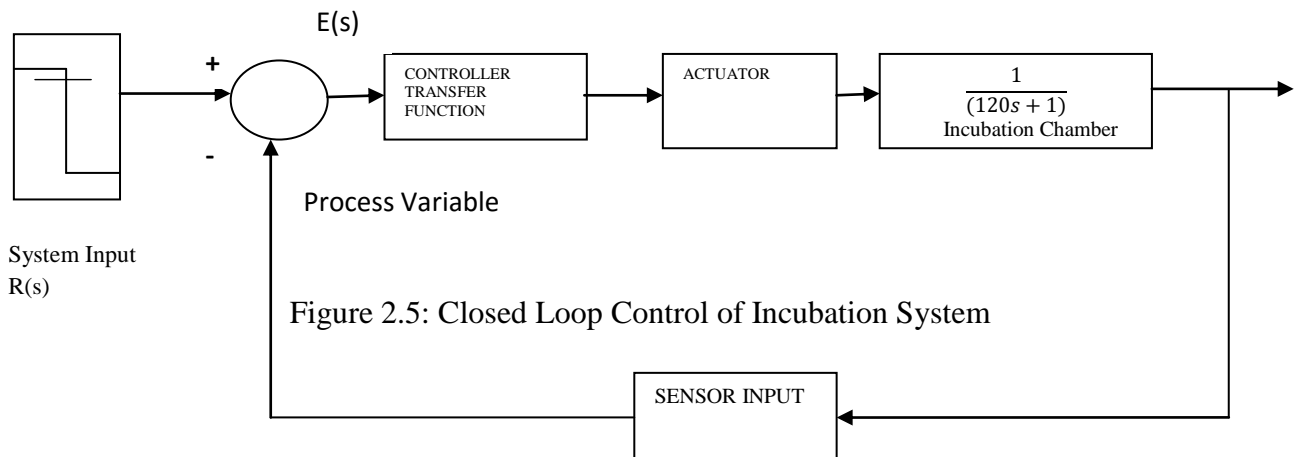 E(s)
+
CONTROLLER
TRANSFER
FUNCTION
ACTUATOR
1
(120s + 1)
Incubation Chamber
-
Process Variable
System Input
R(s)
Figure 2.5: Closed Loop Control of Incubation System
SENSOR INPUT